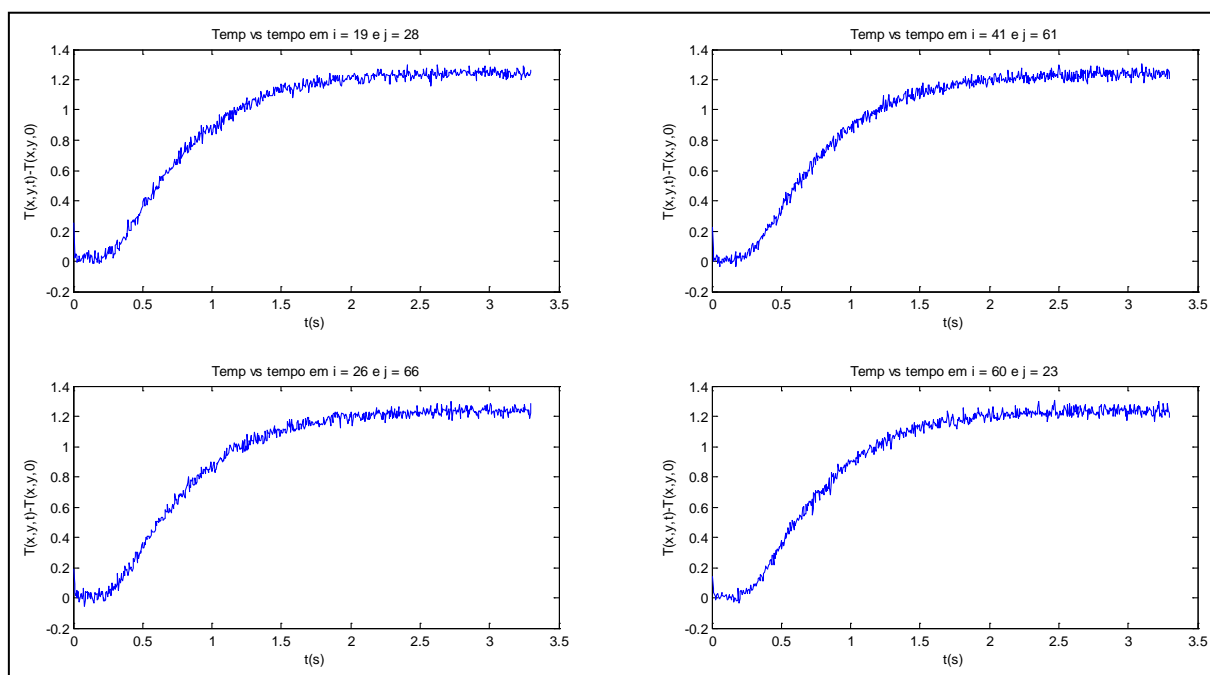 Temp vs tempo em i = 19 e j = 28
1.4
1.2
1
0.8
0.6
0.4
0.2
0
-0.2
T(x,y,t)-T(x,y,0)
0 0.5 1 1.5 2 2.5 3 3.5
t(s)
Temp vs tempo em i = 41 e j = 61
1.4
1.2
1
0.8
0.6
0.4
0.2
0
-0.2
T(x,y,t)-T(x,y,0)
0 0.5 1 1.5 2 2.5 3 3.5
t(s)
Temp vs tempo em i = 26 e j = 66
1.4
1.2
1
0.8
0.6
0.4
0.2
0
-0.2
T(x,y,t)-T(x,y,0)
0 0.5 1 1.5 2 2.5 3 3.5
t(s)
Temp vs tempo em i = 60 e j = 23
1.4
1.2
1
0.8
0.6
0.4
0.2
0
-0.2
T(x,y,t)-T(x,y,0)
0 0.5 1 1.5 2 2.5 3 3.5
t(s)